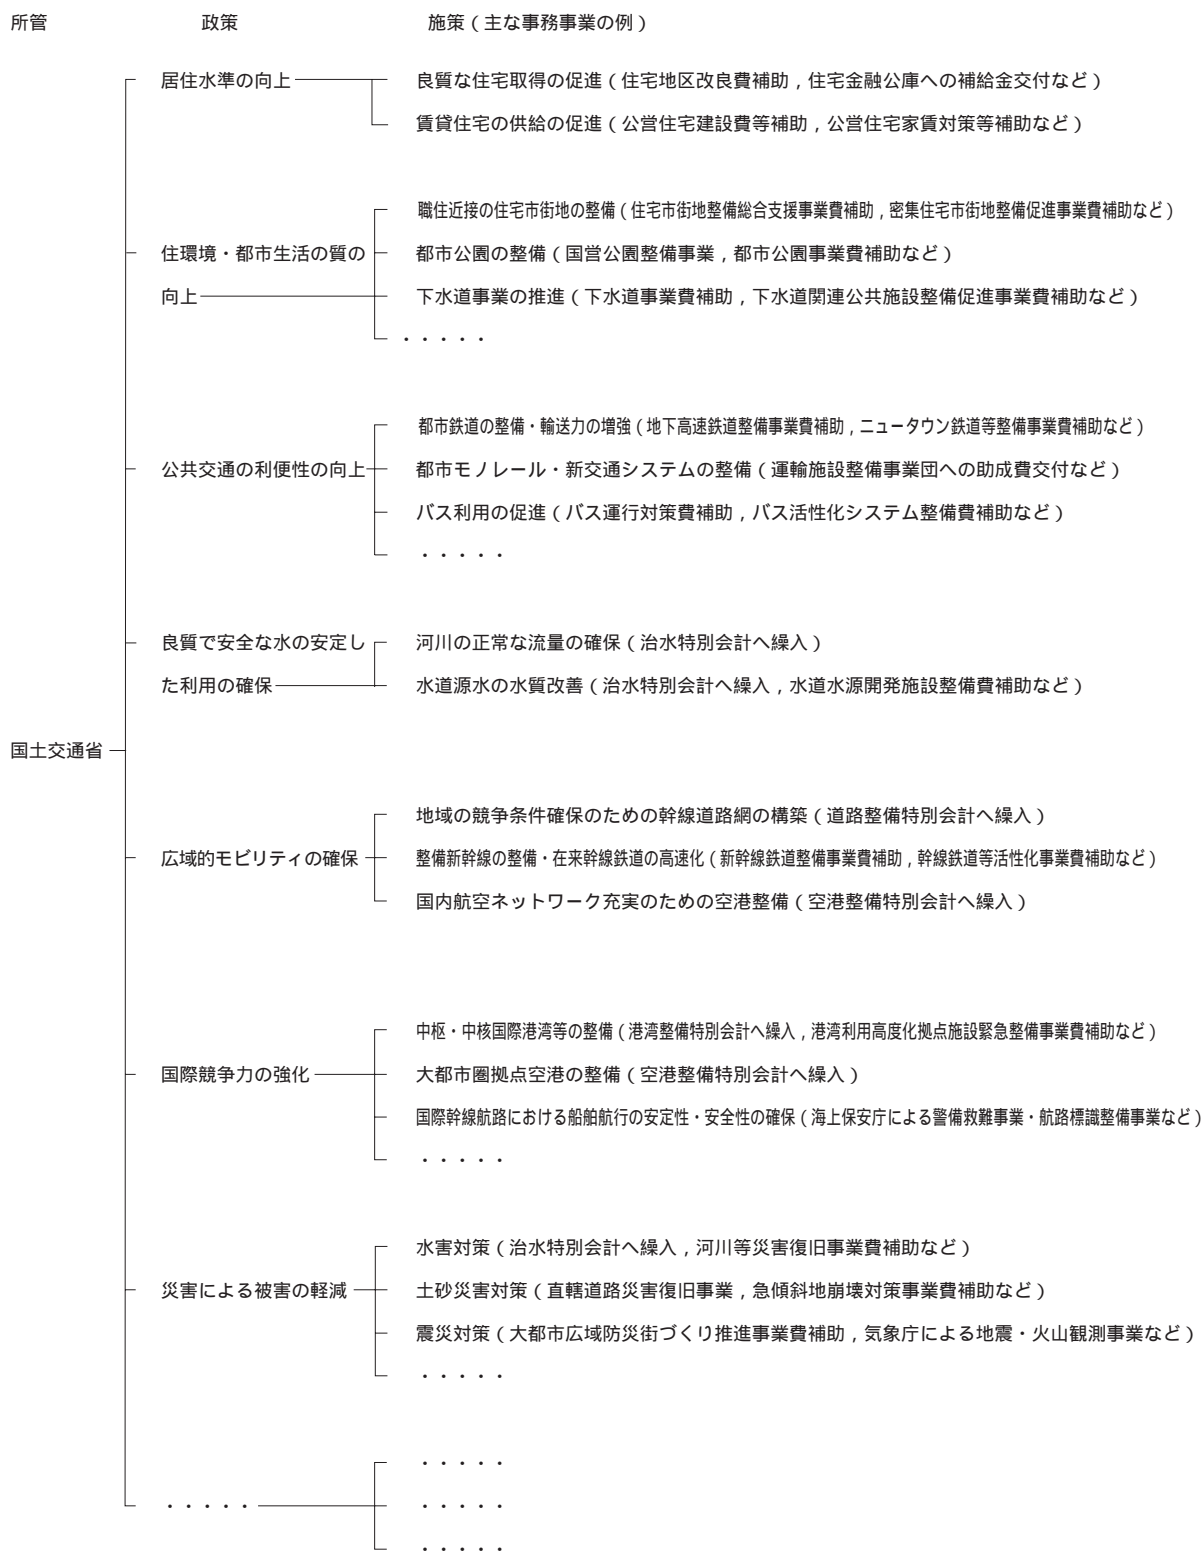 所管 政策 施策（主な事務事業の例）
居住水準の向上 良質な住宅取得の促進（住宅地区改良費補助，住宅金融公庫への補給金交付など）
賃貸住宅の供給の促進（公営住宅建設費等補助，公営住宅家賃対策等補助など）
職住近接の住宅市街地の整備（住宅市街地整備総合支援事業費補助，密集住宅市街地整備促進事業費補助など）
住環境・都市生活の質の 都市公園の整備（国営公園整備事業，都市公園事業費補助など）
向上 下水道事業の推進（下水道事業費補助，下水道関連公共施設整備促進事業費補助など）
・・・・・
都市鉄道の整備・輸送力の増強（地下高速鉄道整備事業費補助，ニュータウン鉄道等整備事業費補助など）
公共交通の利便性の向上 都市モノレール・新交通システムの整備（運輸施設整備事業団への助成費交付など）
バス利用の促進（バス運行対策費補助，バス活性化システム整備費補助など）
・・・・・
良質で安全な水の安定し 河川の正常な流量の確保（治水特別会計へ繰入）
た利用の確保 水道源水の水質改善（治水特別会計へ繰入，水道水源開発施設整備費補助など）
国土交通省
地域の競争条件確保のための幹線道路網の構築（道路整備特別会計へ繰入）
広域的モビリティの確保 整備新幹線の整備・在来幹線鉄道の高速化（新幹線鉄道整備事業費補助，幹線鉄道等活性化事業費補助など）
国内航空ネットワーク充実のための空港整備（空港整備特別会計へ繰入）
中枢・中核国際港湾等の整備（港湾整備特別会計へ繰入，港湾利用高度化拠点施設緊急整備事業費補助など）
国際競争力の強化 大都市圏拠点空港の整備（空港整備特別会計へ繰入）
国際幹線航路における船舶航行の安定性・安全性の確保（海上保安庁による警備救難事業・航路標識整備事業など）
・・・・・
水害対策（治水特別会計へ繰入，河川等災害復旧事業費補助など）
災害による被害の軽減 土砂災害対策（直轄道路災害復旧事業，急傾斜地崩壊対策事業費補助など）
震災対策（大都市広域防災街づくり推進事業費補助，気象庁による地震・火山観測事業など）
・・・・・
・・・・・
・・・・・ ・・・・・
・・・・・